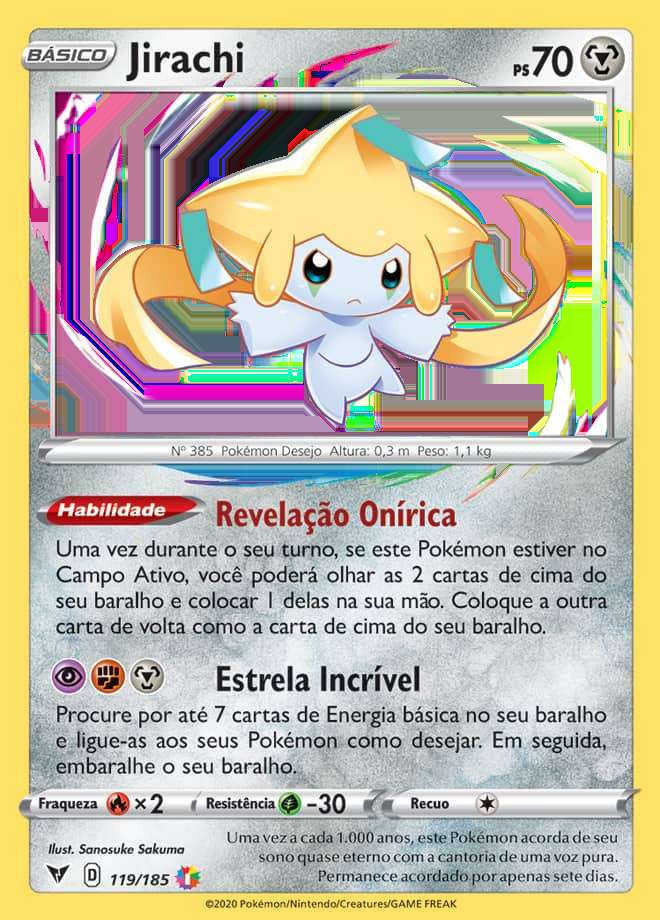 BÁSICO Jirachi PS70
Nº 385 Pokémon Desejo Altura: 0,3 m Peso: 1,1 kg
Habilidade Revelação Onírica
Uma vez durante o seu turno, se este Pokémon estiver no
Campo Ativo, você poderá olhar as 2 cartas de cima do
seu baralho e colocar 1 delas na sua mão. Coloque a outra
carta de volta como a carta de cima do seu baralho.
Estrela Incrível
Procure por até 7 cartas de Energia básica no seu baralho
e ligue-as aos seus Pokémon como desejar. Em seguida,
embaralhe o seu baralho.
Fraqueza ×2 Resistência -30 Recuo
Ilust. Sanosuke Sakuma
D 119/185
Uma vez a cada 1.000 anos, este Pokémon acorda de seu
sono quase eterno com a cantoria de uma voz pura.
Permanece acordado por apenas sete dias.
©2020 Pokémon/Nintendo/Creatures/GAME FREAK